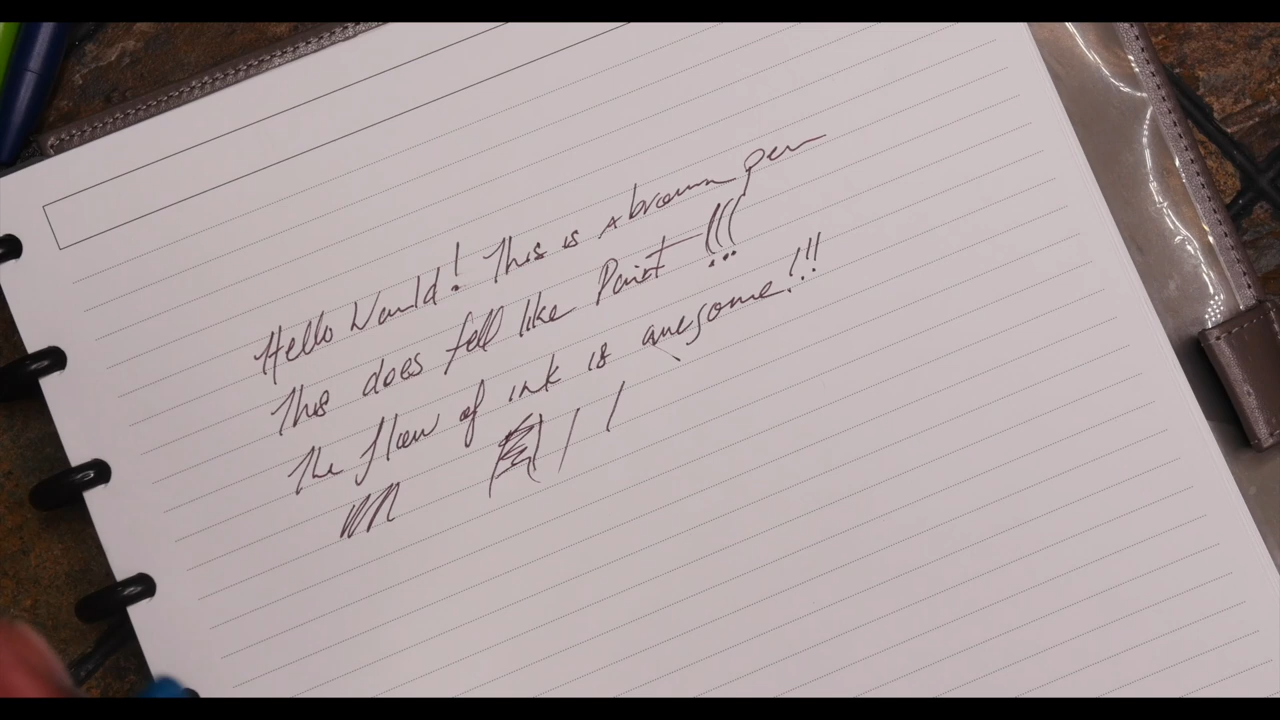 Hello World! This is a brown pen
This does fell like Paint !!!
The flow of ink is awesome!!!